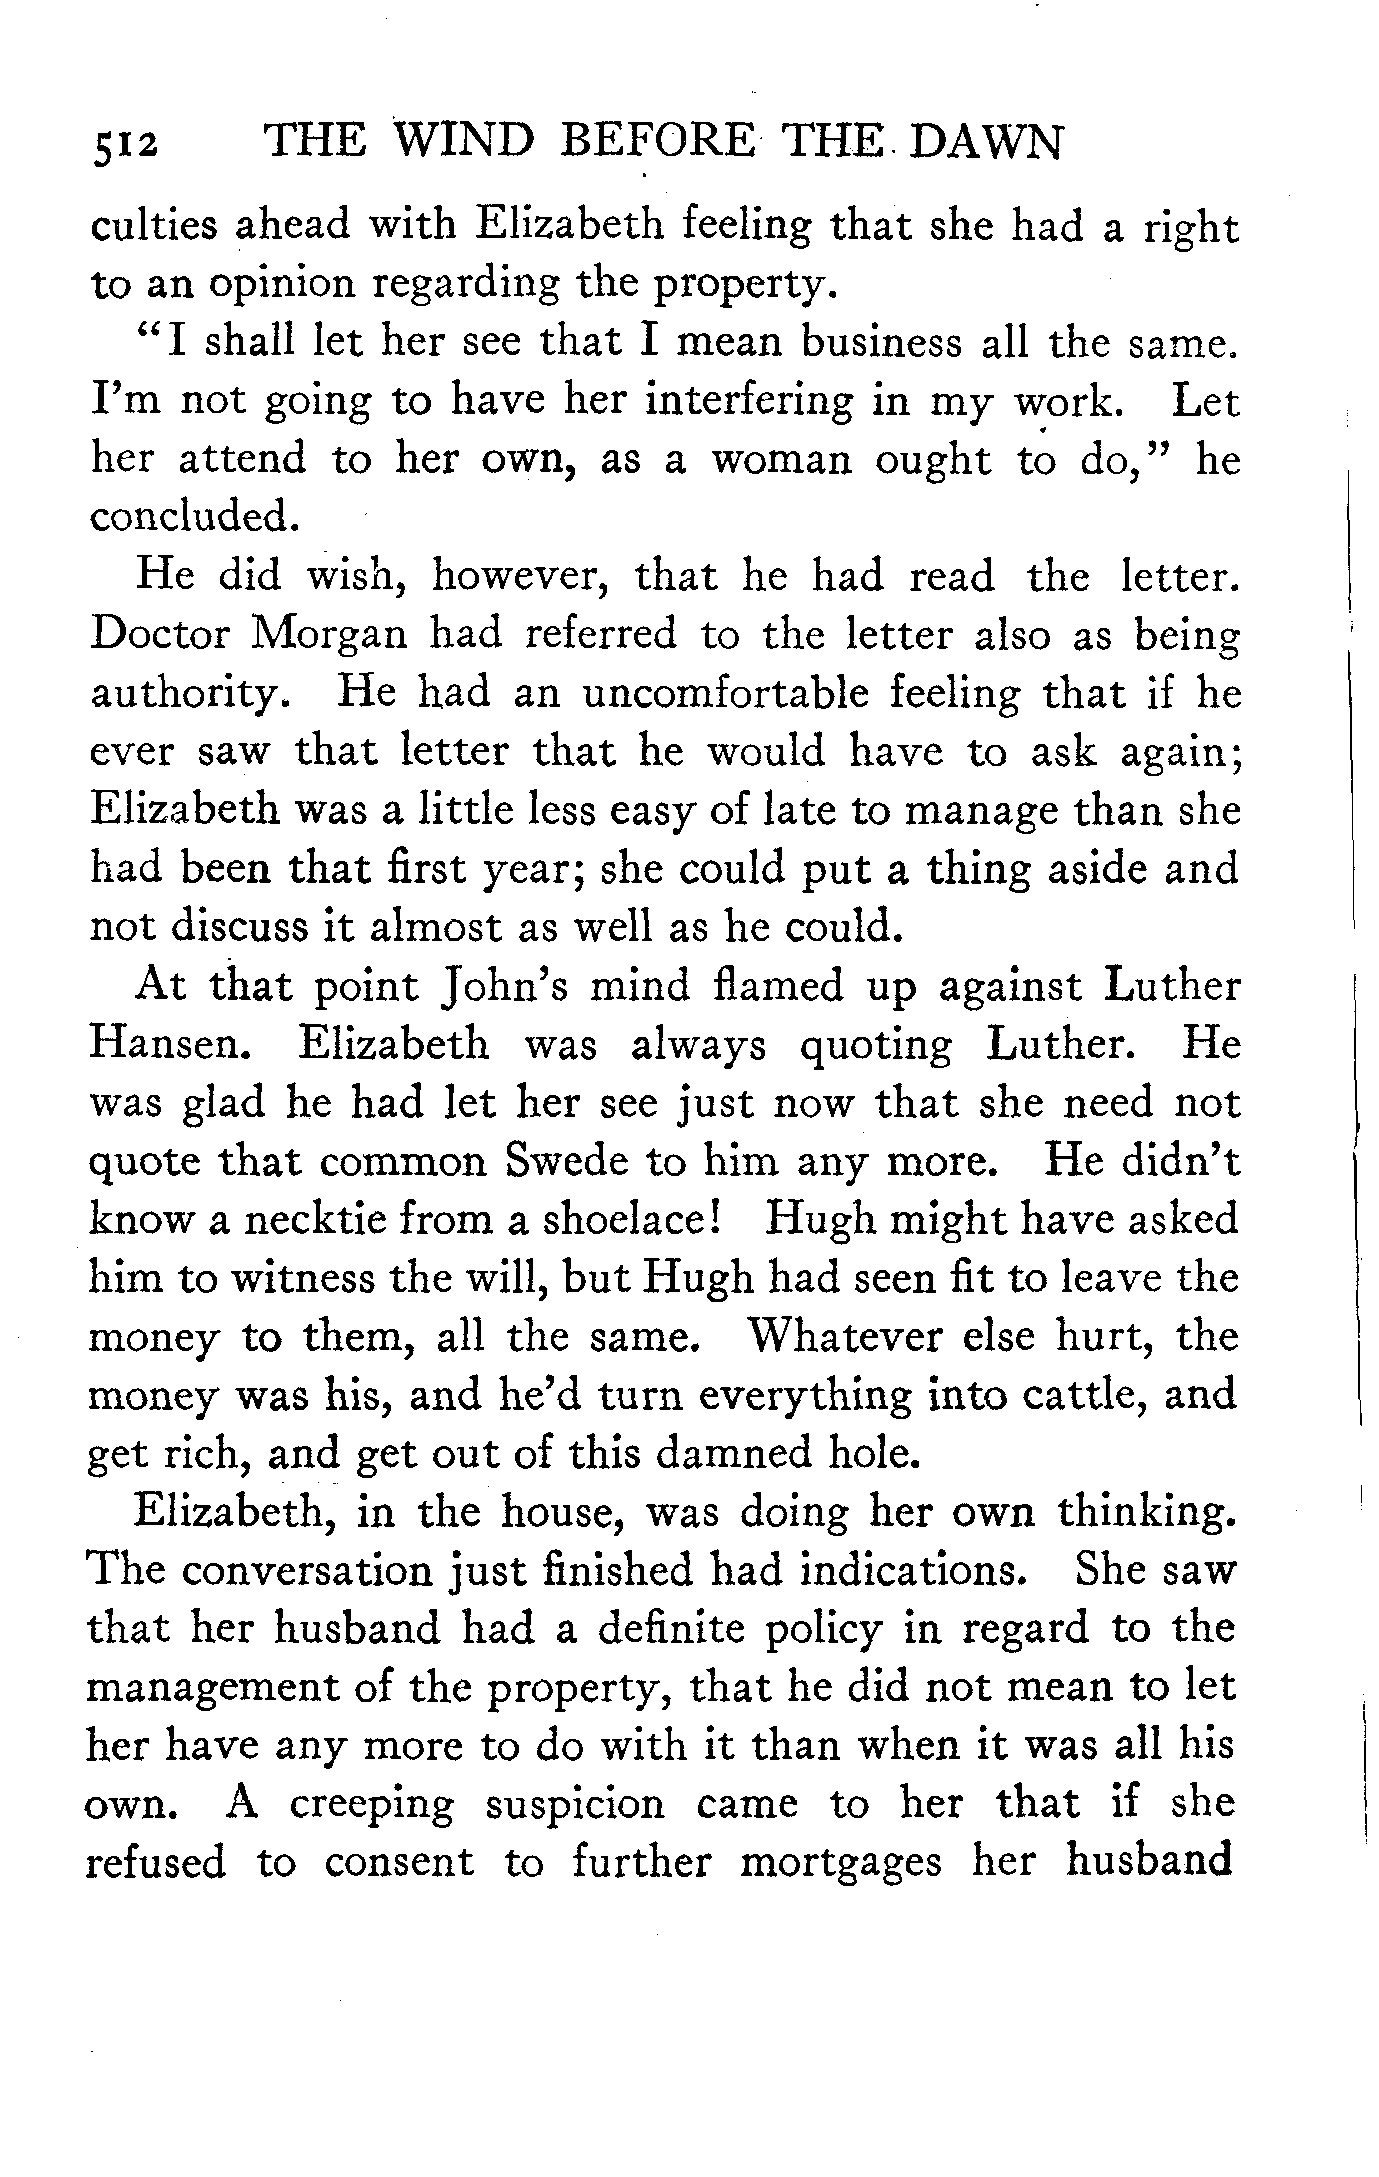 512 THE WIND BEFORE THE DAWN
culties ahead with Elizabeth feeling that she had a right
to an opinion regarding the property.
"I shall let her see that I mean business all the same.
I'm not going to have her interfering in my work. Let
her attend to her own, as a woman ought to do," he
concluded.
He did wish, however, that he had read the letter.
Doctor Morgan had referred to the letter also as being
authority. He had an uncomfortable feeling that if he
ever saw that letter that he would have to ask again;
Elizabeth was a little less easy of late to manage than she
had been that first year; she could put a thing aside and
not discuss it almost as well as he could.
At that point John's mind flamed up against Luther
Hansen. Elizabeth was always quoting Luther. He
was glad he had let her see just now that she need not
quote that common Swede to him any more. He didn't
know a necktie from a shoelace! Hugh might have asked
him to witness the will, but Hugh had seen fit to leave the
money to them, all the same. Whatever else hurt, the
money was his, and he'd turn everything into cattle, and
get rich, and get out of this damned hole.
Elizabeth, in the house, was doing her own thinking.
The conversation just finished had indications. She saw
that her husband had a definite policy in regard to the
management of the property, that he did not mean to let
her have any more to do with it than when it was all his
own. A creeping suspicion came to her that if she
refused to consent to further mortgages her husband